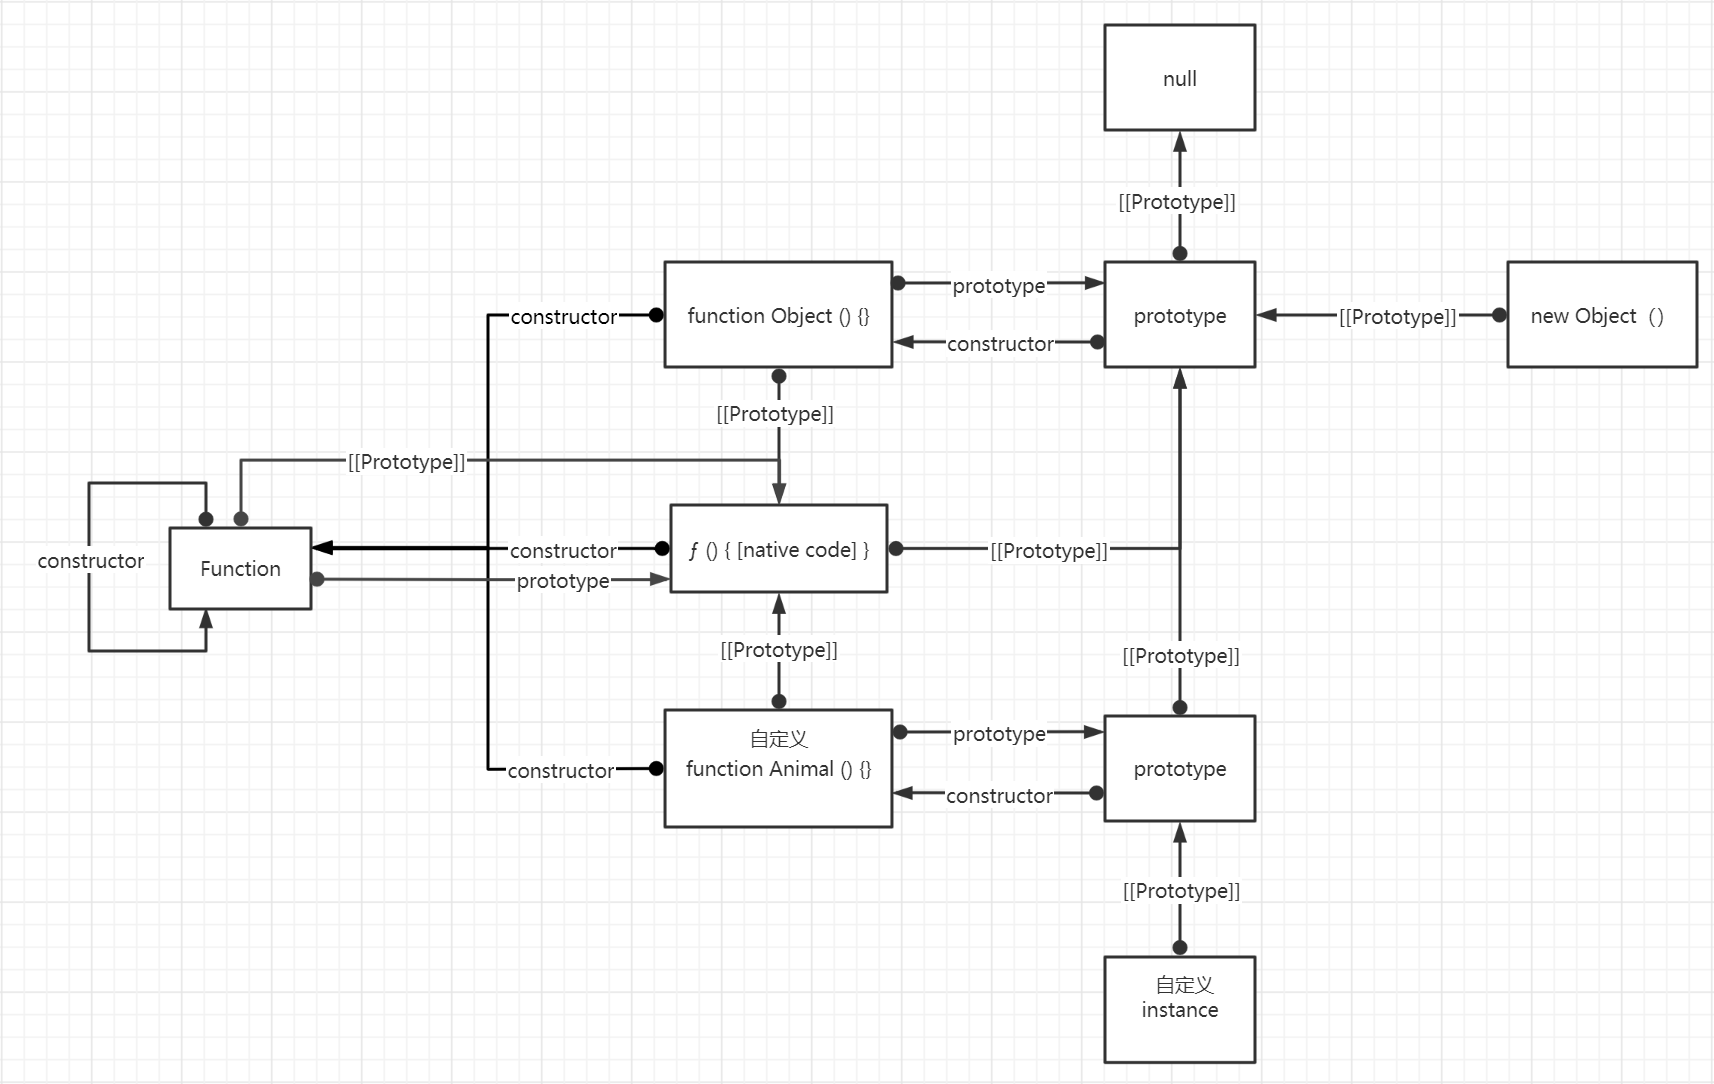 null
[[Prototype]]
prototype
constructor
function Object () {}
prototype
[[Prototype]]
new Object（）
constructor
[[Prototype]]
[[Prototype]]
constructor
Function
constructor
prototype
ƒ () { [native code] }
[[Prototype]]
[[Prototype]]
[[Prototype]]
自定义
function Animal () {}
prototype
prototype
constructor
constructor
[[Prototype]]
自定义
instance